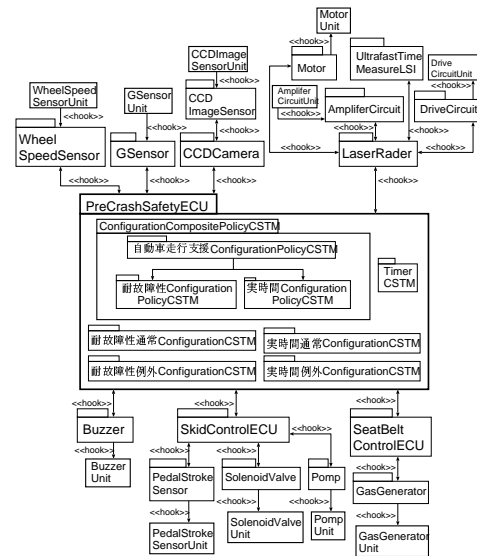 Motor
Unit
<<hook>>
CCDImage
SensorUnit
<<hook>>
Motor
UltrafastTime
MeasureLSI
Drive
CircuitUnit
<<hook>>
WheelSpeed
SensorUnit
<<hook>>
GSensor
Unit
<<hook>>
CCD
ImageSensor
<<hook>>
Amplifer
CircuitUnit
<<hook>>
AmpliferCircuit
DriveCircuit
<<hook>>
<<hook>>
<<hook>>
<<hook>>
Wheel
SpeedSensor
GSensor
CCDCamera
LaserRader
<<hook>>
<<hook>>
<<hook>>
<<hook>>
PreCrashSafetyECU
ConfigurationCompositePolicyCSTM
自動車走行支援ConfigurationPolicyCSTM
耐故障性Configuration
PolicyCSTM
実時間Configuration
PolicyCSTM
Timer
CSTM
耐故障性通常ConfigurationCSTM
実時間通常ConfigurationCSTM
耐故障性例外ConfigurationCSTM
実時間例外ConfigurationCSTM
<<hook>>
<<hook>>
<<hook>>
Buzzer
SkidControlECU
SeatBelt
ControlECU
<<hook>>
<<hook>>
<<hook>>
<<hook>>
<<hook>>
Buzzer
Unit
PedalStroke
Sensor
SolenoidValve
Pomp
GasGenerator
<<hook>>
<<hook>>
<<hook>>
<<hook>>
PedalStroke
SensorUnit
SolenoidValve
Unit
Pomp
Unit
GasGenerator
Unit